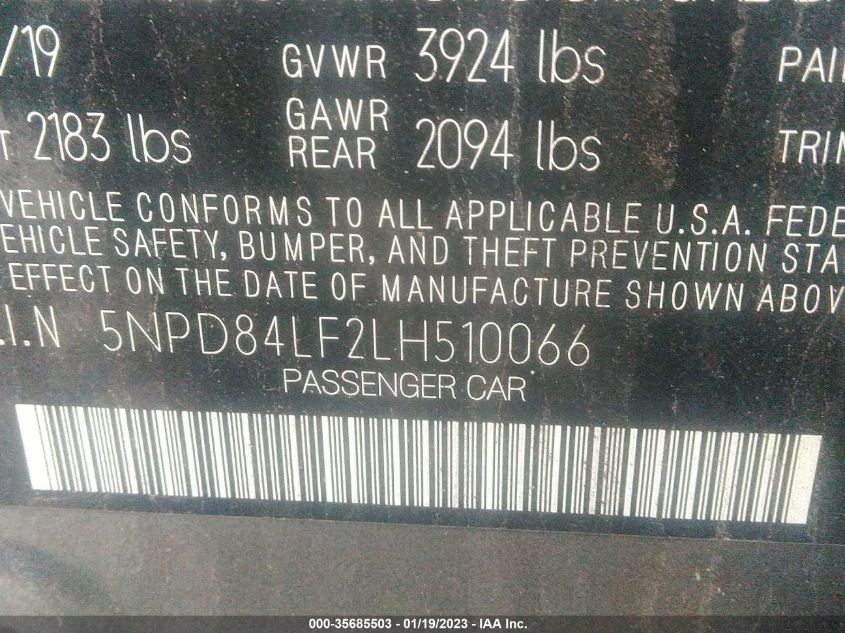 /19 GVWR 3924 lbs PAI
T 2183 lbs GAWR REAR 2094 lbs TRIM
VEHICLE CONFORMS TO ALL APPLICABLE U.S.A. FEDE
EHICLE SAFETY, BUMPER, AND THEFT PREVENTION STA
EFFECT ON THE DATE OF MANUFACTURE SHOWN ABOV
.I.N 5NPD84LF2LH510066
PASSENGER CAR
000-35685503 - 01/19/2023 - IAA Inc.